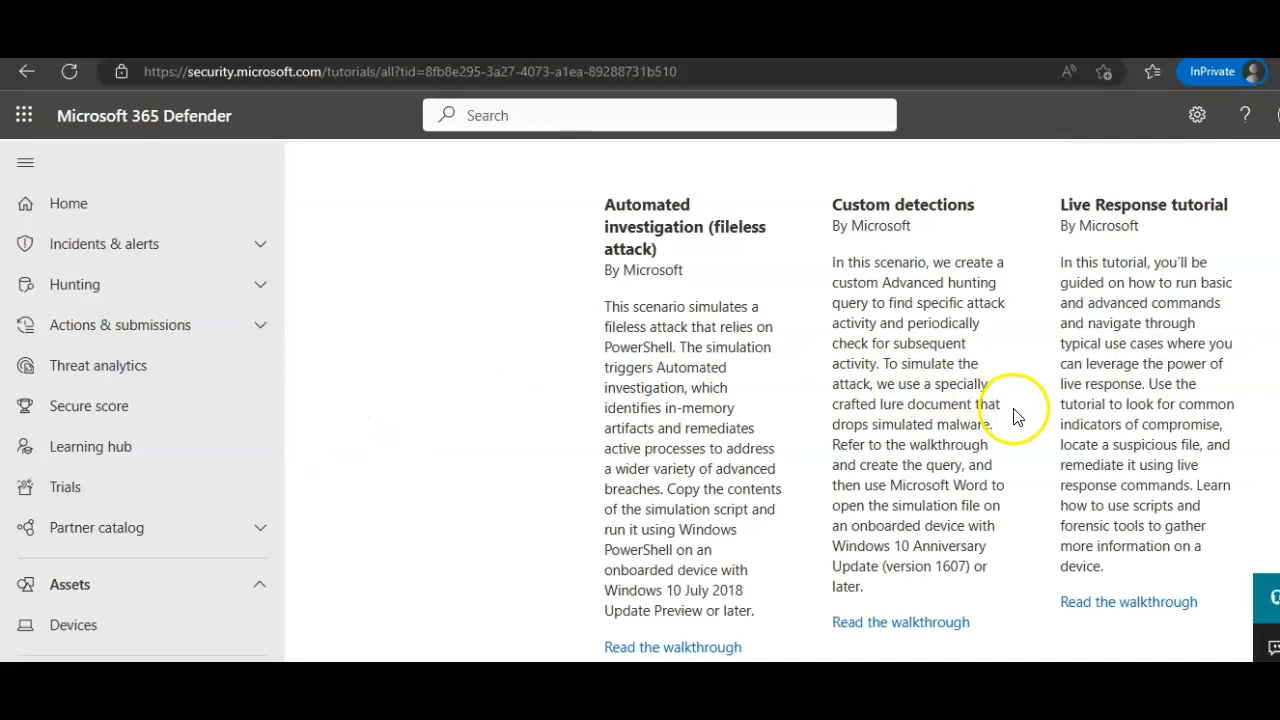 https://security.microsoft.com/tutorials/all?tid=8fb8e295-3a27-4073-a1ea-89288731b510
InPrivate
Microsoft 365 Defender
Search
Home
Incidents & alerts
Hunting
Actions & submissions
Threat analytics
Secure score
Learning hub
Trials
Partner catalog
Assets
Devices
Automated
investigation (fileless
attack)
By Microsoft
This scenario simulates a
fileless attack that relies on
PowerShell. The simulation
triggers Automated
investigation, which
identifies in-memory
artifacts and remediates
active processes to address
a wider variety of advanced
breaches. Copy the contents
of the simulation script and
run it using Windows
PowerShell on an
onboarded device with
Windows 10 July 2018
Update Preview or later.
Read the walkthrough
Custom detections
By Microsoft
In this scenario, we create a
custom Advanced hunting
query to find specific attack
activity and periodically
check for subsequent
activity. To simulate the
attack, we use a specially
crafted lure document that
drops simulated malware.
Refer to the walkthrough
and create the query, and
then use Microsoft Word to
open the simulation file on
an onboarded device with
Windows 10 Anniversary
Update (version 1607) or
later.
Read the walkthrough
Live Response tutorial
By Microsoft
In this tutorial, you'll be
guided on how to run basic
and advanced commands
and navigate through
typical use cases where you
can leverage the power of
live response. Use the
tutorial to look for common
indicators of compromise,
locate a suspicious file, and
remediate it using live
response commands. Learn
how to use scripts and
forensic tools to gather
more information on a
device.
Read the walkthrough